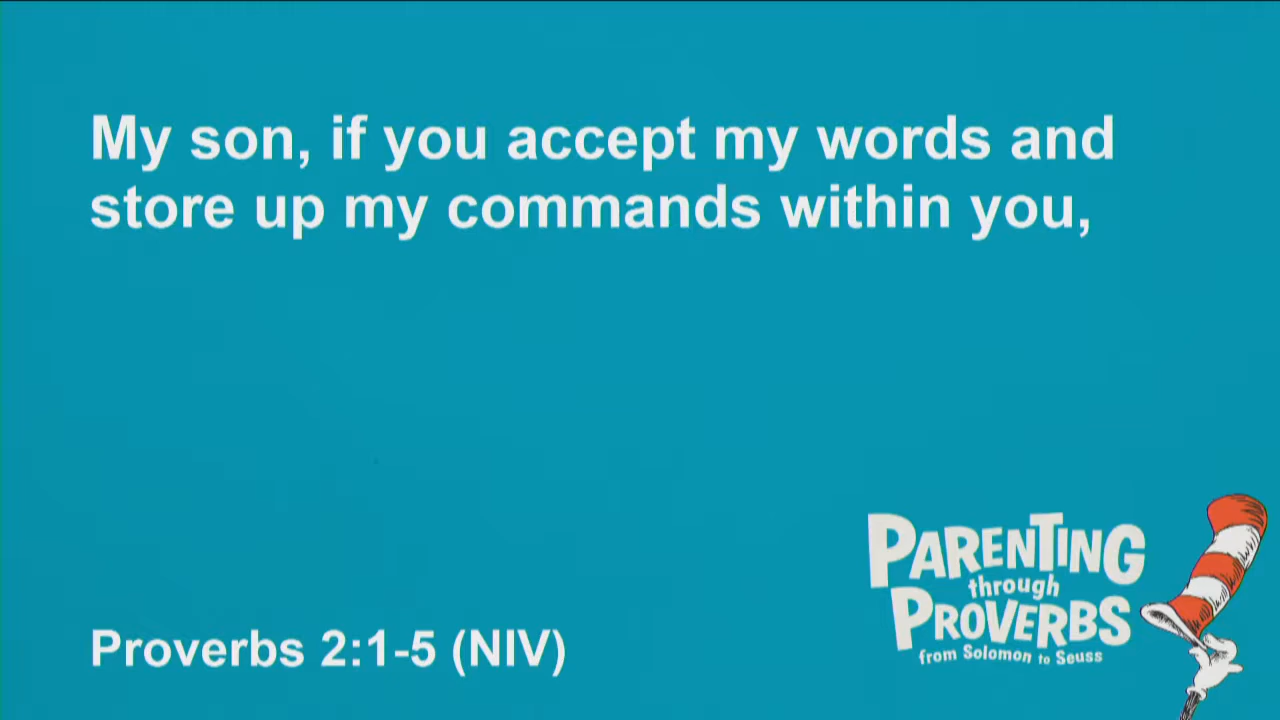 My son, if you accept my words and
store up my commands within you,
PARENTING
through
PROVERBS
from Solomon to Seuss
Proverbs 2:1-5 (NIV)